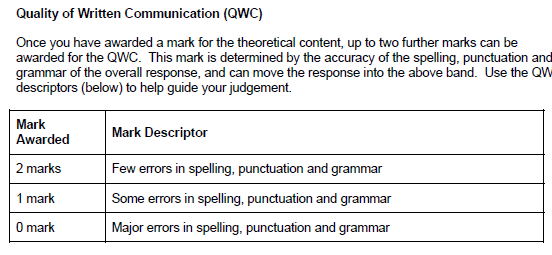 Quality of Written Communication (QWC)
Once you have awarded a mark for the theoretical content, up to two further marks can be
awarded for the QWC. This mark is determined by the accuracy of the spelling, punctuation and
grammar of the overall response, and can move the response into the above band. Use the QW
descriptors (below) to help guide your judgement.
Mark Awarded
Mark Descriptor
2 marks
Few errors in spelling, punctuation and grammar
1 mark
Some errors in spelling, punctuation and grammar
0 mark
Major errors in spelling, punctuation and grammar